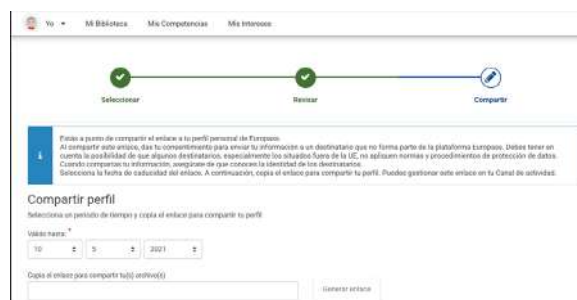 Yo Mi Biblioteca Mis Competencias Mis Intereses
Seleccionar Revisar Compartir
Estás a punto de compartir el enlace a tu perfil personal de Europass.
Al compartir este enlace, das tu consentimiento para enviar tu información a un destinatario que no forma parte de la plataforma Europass. Debes tener en
cuenta la posibilidad de que algunos destinatarios, especialmente los situados fuera de la UE, no apliquen normas y procedimientos de protección de datos.
Cuando compartas tu información, asegúrate de que conoces la identidad de los destinatarios.
Selecciona la fecha de caducidad del enlace. A continuación, copia el enlace para compartir tu perfil. Puedes gestionar este enlace en tu Canal de actividad.
Compartir perfil
Selecciona un periodo de tiempo y copia el enlace para compartir tu perfil
Válido hasta: *
10 5 2021
Copia el enlace para compartir tu(s) archivo(s)
Generar enlace